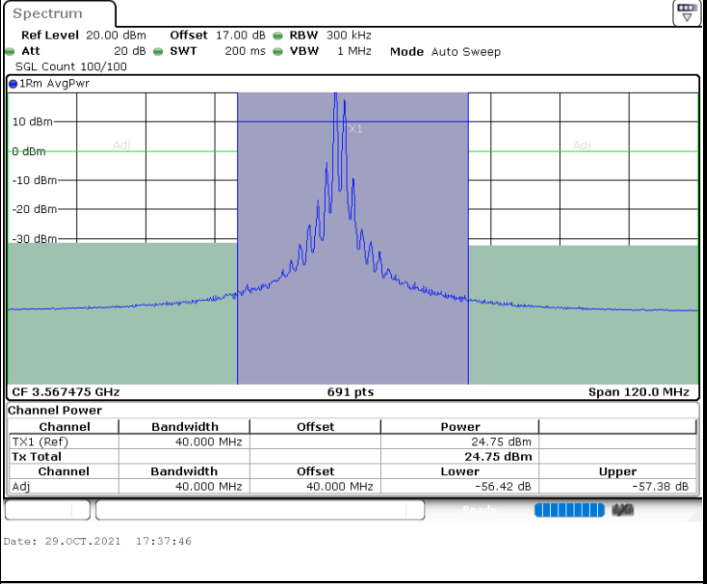 Spectrum
Ref Level 20.00 dBm Offset 17.00 dB RBW 300 kHz
Att 20 dB SWT 200 ms VBW 1 MHz Mode Auto Sweep
SGL Count 100/100
1Rm AvgPwr
10 dBm
X1
Adj
Adj
0 dBm
-10 dBm
-20 dBm
-30 dBm
CF 3.567475 GHz 691 pts Span 120.0 MHz
Channel Power
Channel Bandwidth Offset Power
TX1 (Ref) 40.000 MHz 24.75 dBm
Tx Total 24.75 dBm
Channel Bandwidth Offset Lower Upper
Adj 40.000 MHz 40.000 MHz -56.42 dB -57.38 dB
Ready
Date: 29.OCT.2021 17:37:46